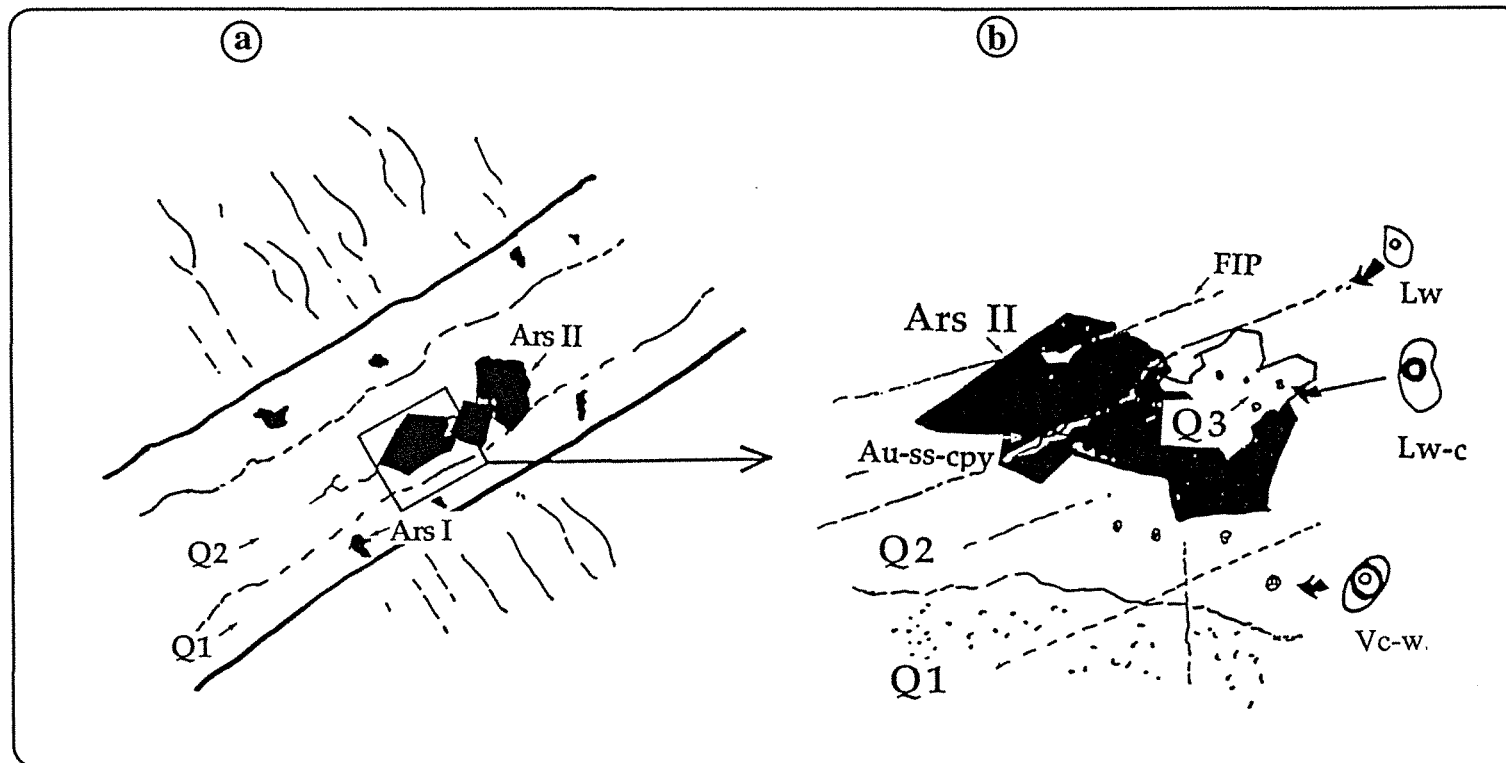 a
b
Ars II
Ars I
Q2
Q1
FIP
Ars II
Lw
Q3
Lw-c
Au-ss-cpy
Q2
Vc-w.
Q1